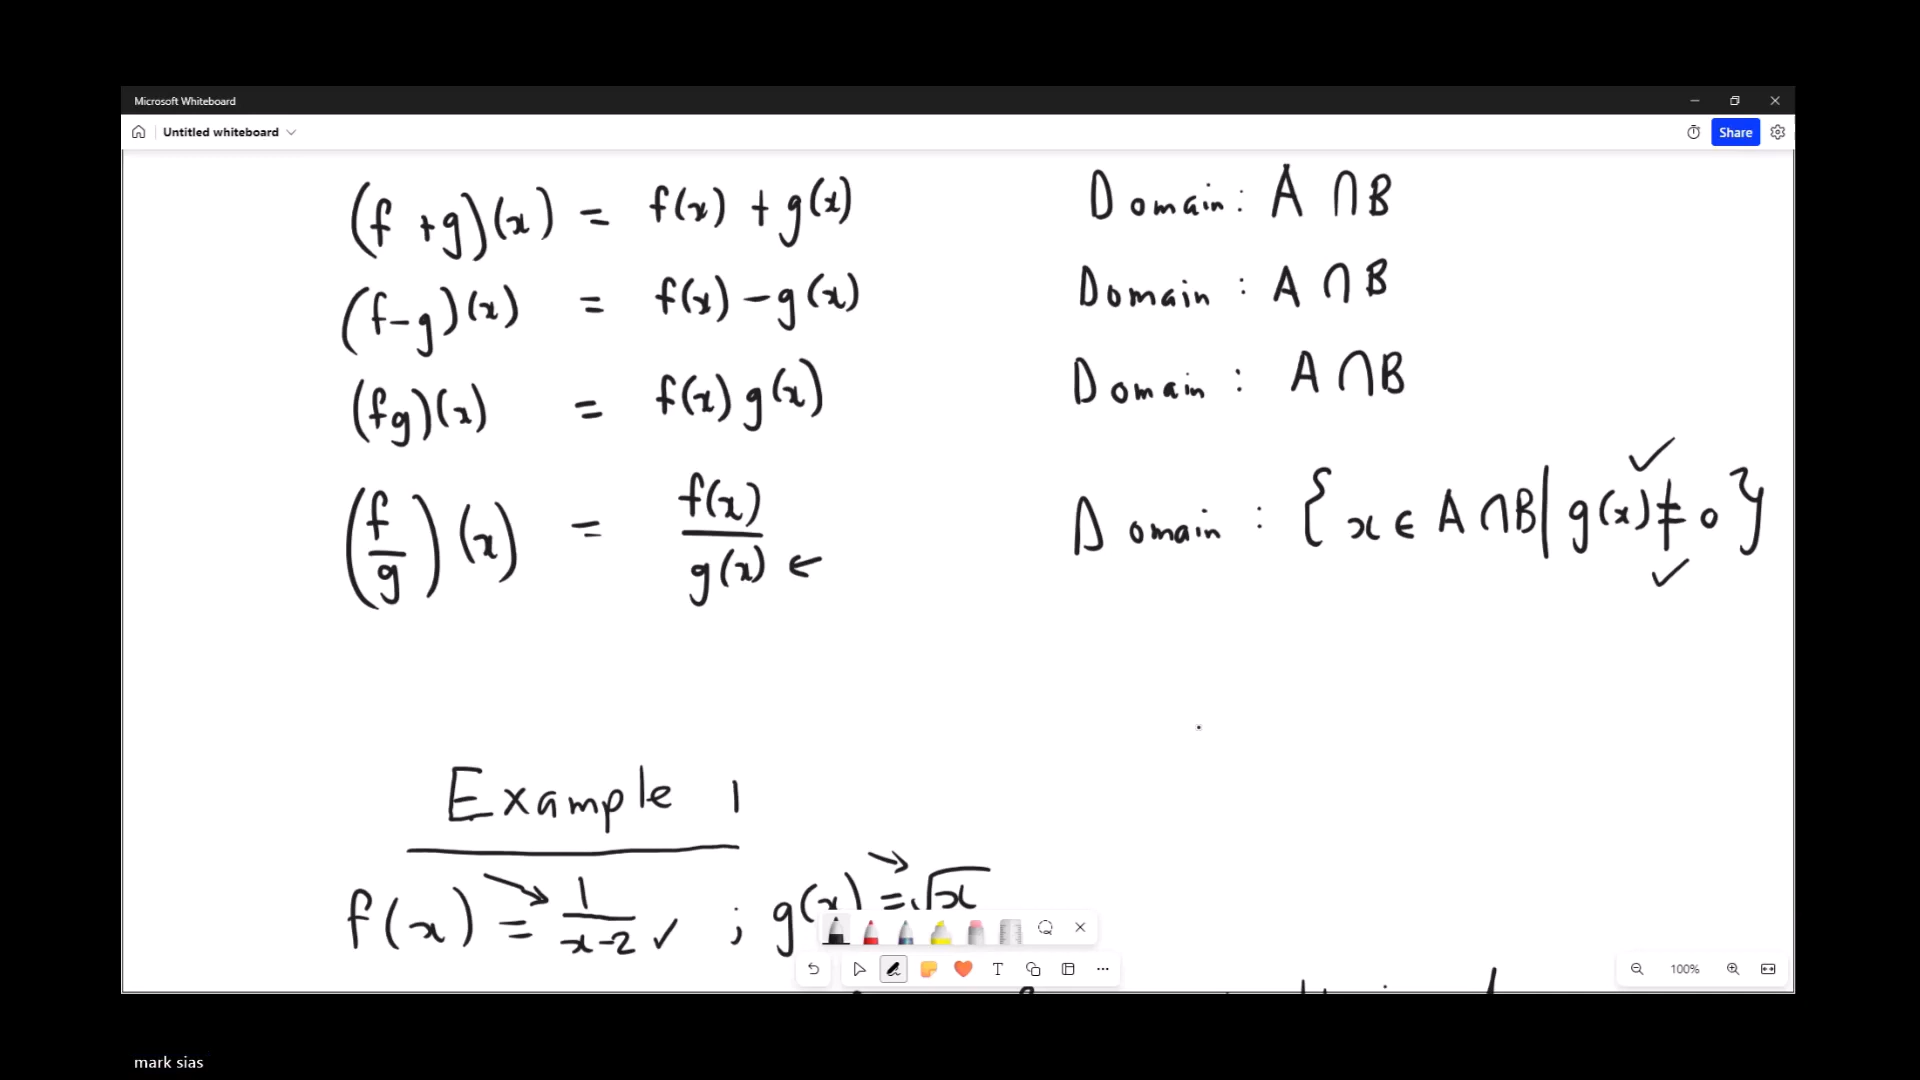 Microsoft Whiteboard
Untitled whiteboard
Share
(f+g)(x) = f(x) + g(x) Domain: A ∩ B
(f-g)(x) = f(x) - g(x) Domain: A ∩ B
(fg)(x) = f(x) g(x) Domain: A ∩ B
(f/g)(x) = f(x)/g(x) ← Domain: {x ∈ A ∩ B | g(x) ≠ 0} ✓ ✓
Example 1
f(x) = 1/(x-2) ✓ ; g(x) = √x
100%
mark sias